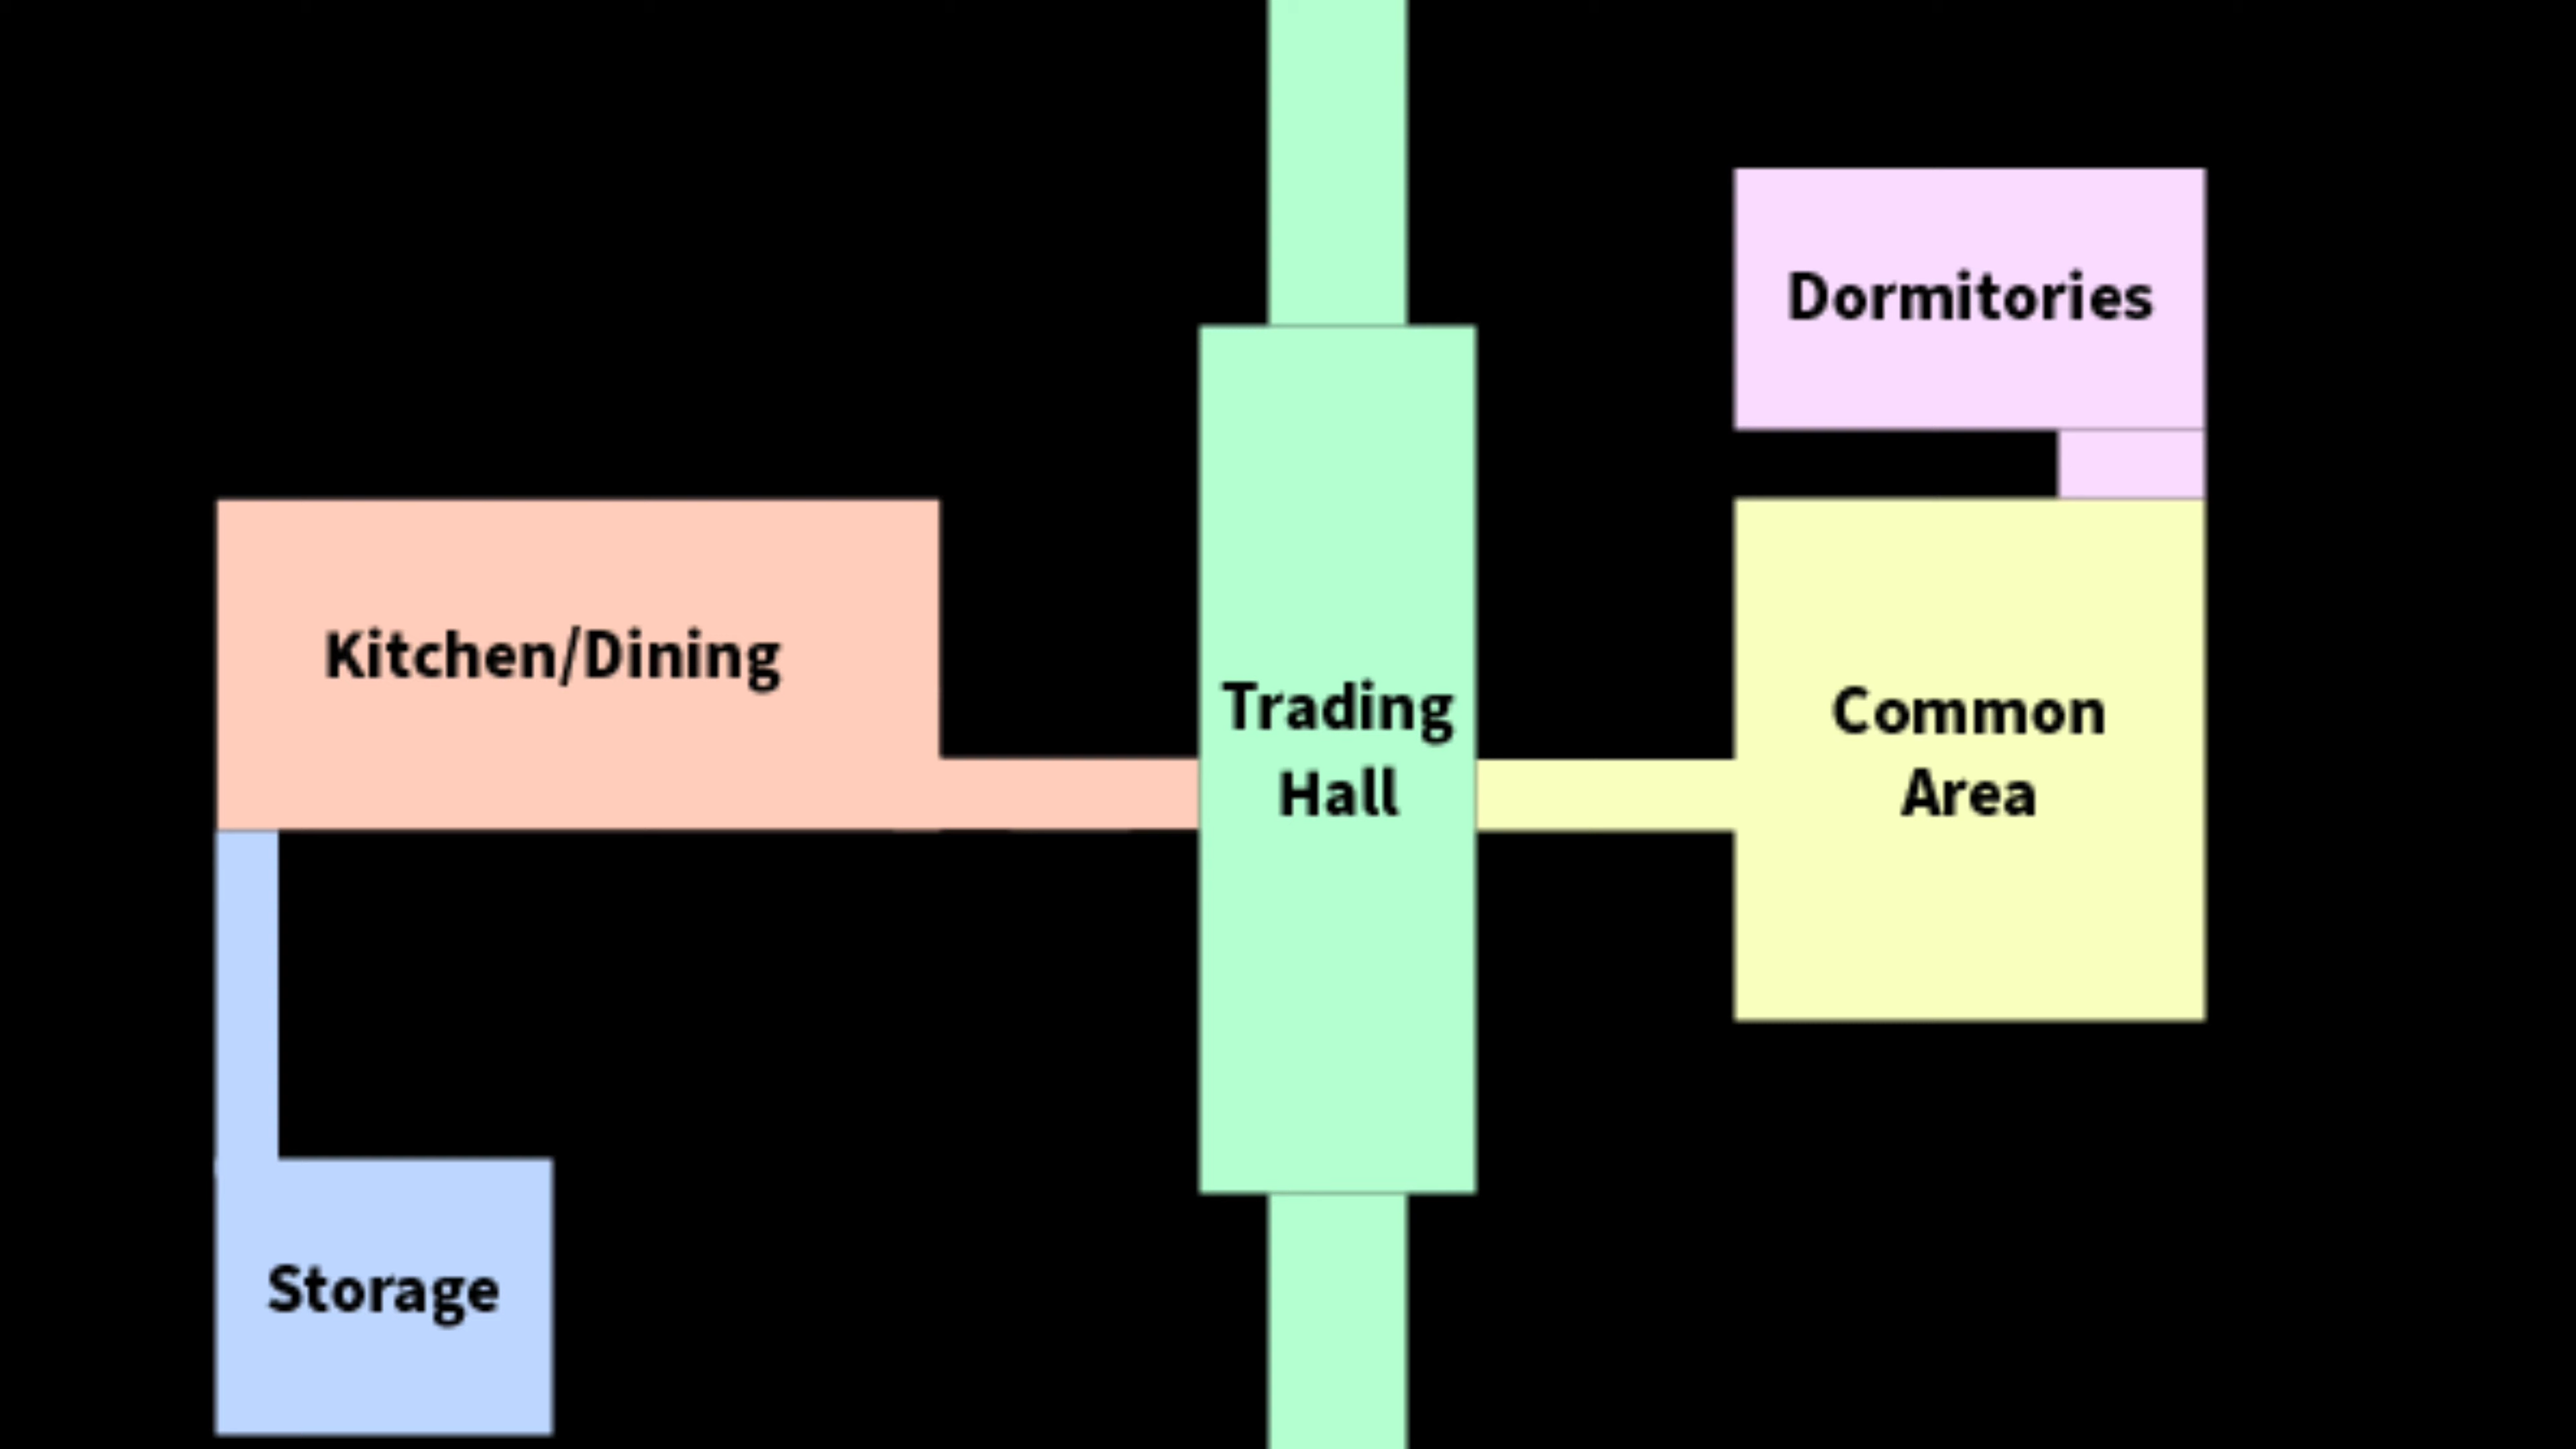 Dormitories
Kitchen/Dining
Trading
Hall
Common
Area
Storage